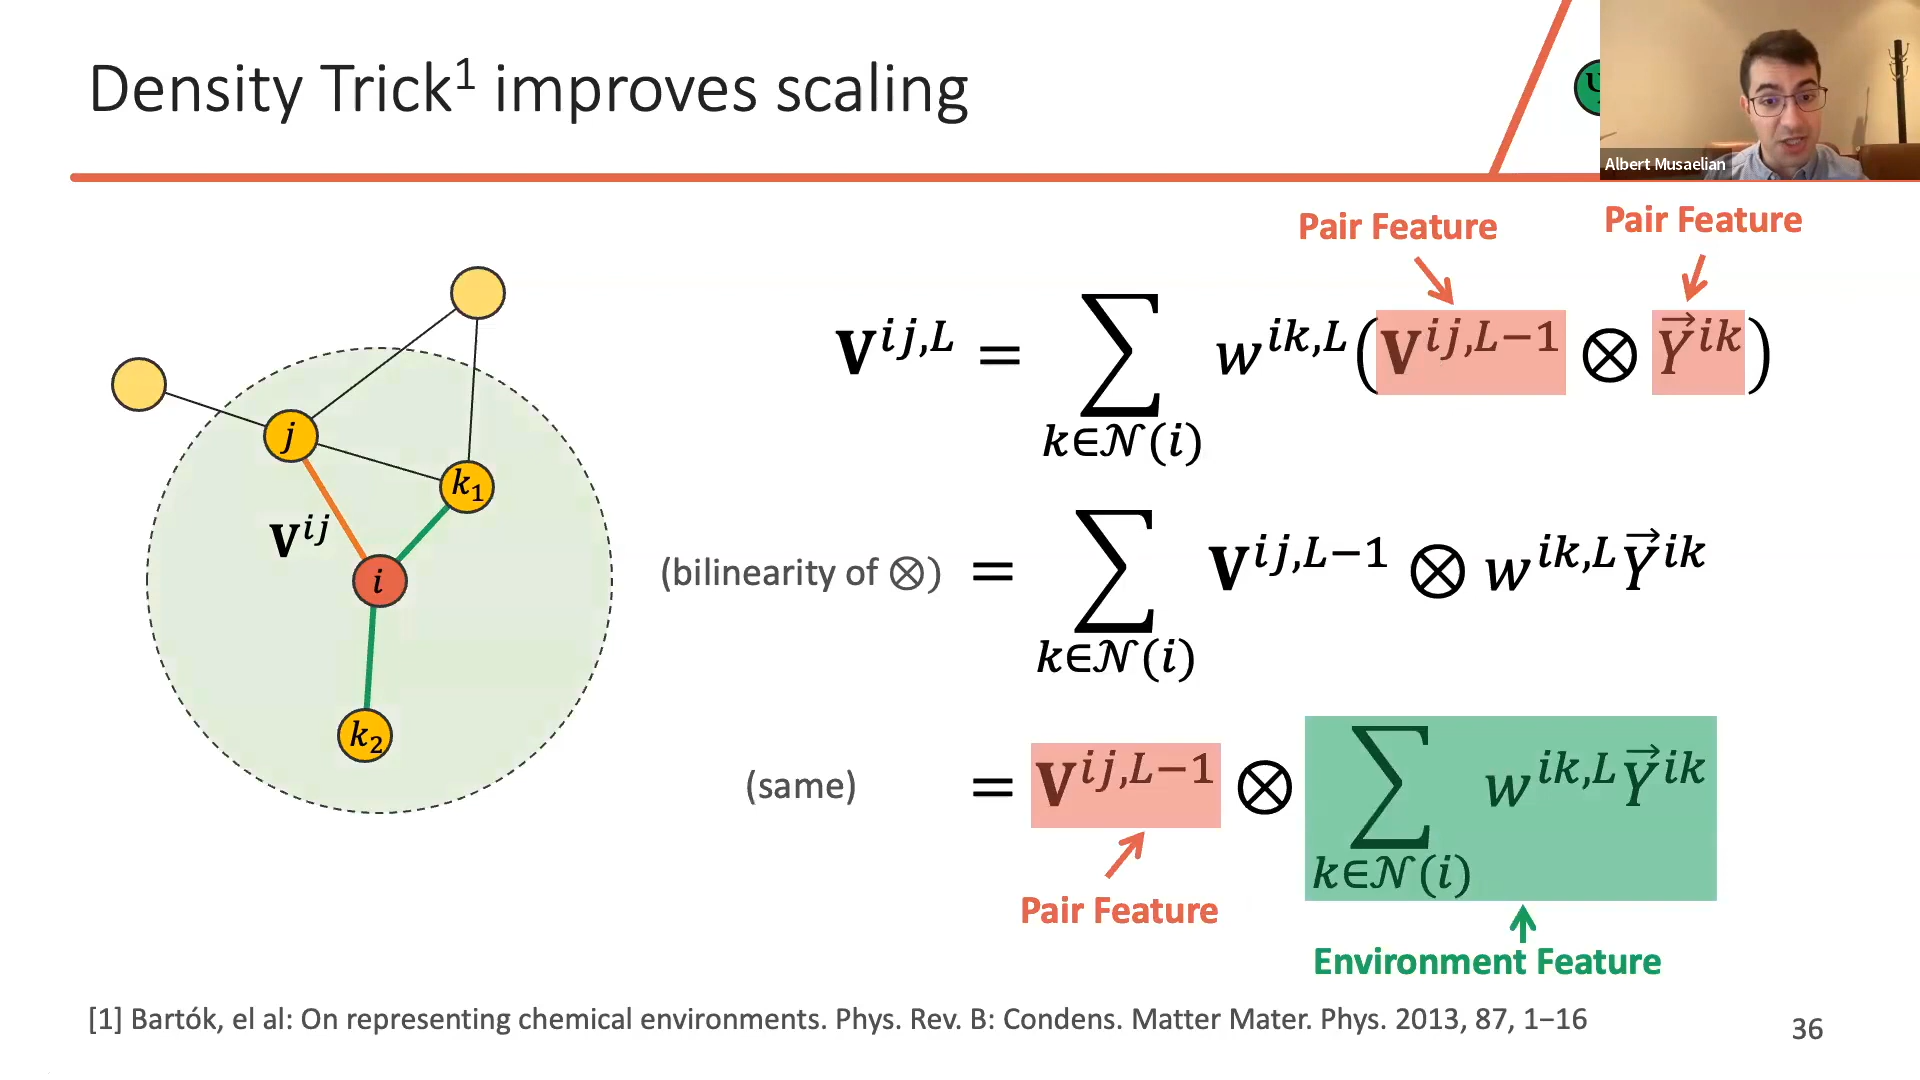 Density Trick¹ improves scaling
Albert Musaelian
Pair Feature
Pair Feature
𝐕^{ij,L} = ∑_{k∈𝒩(i)} w^{ik,L}(𝐕^{ij,L−1} ⊗ Y⃗^{ik})
j
k₁
𝐕^{ij}
i
k₂
(bilinearity of ⊗) = ∑_{k∈𝒩(i)} 𝐕^{ij,L−1} ⊗ w^{ik,L}Y⃗^{ik}
(same) = 𝐕^{ij,L−1} ⊗ ∑_{k∈𝒩(i)} w^{ik,L}Y⃗^{ik}
Pair Feature
Environment Feature
[1] Bartók, el al: On representing chemical environments. Phys. Rev. B: Condens. Matter Mater. Phys. 2013, 87, 1−16
36